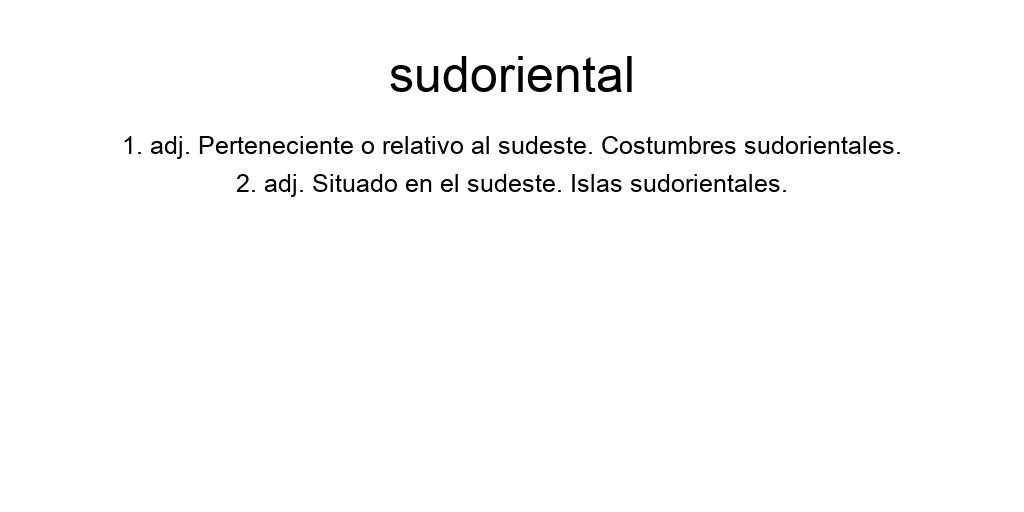 sudoriental
1. adj. Perteneciente o relativo al sudeste. Costumbres sudorientales.
2. adj. Situado en el sudeste. Islas sudorientales.